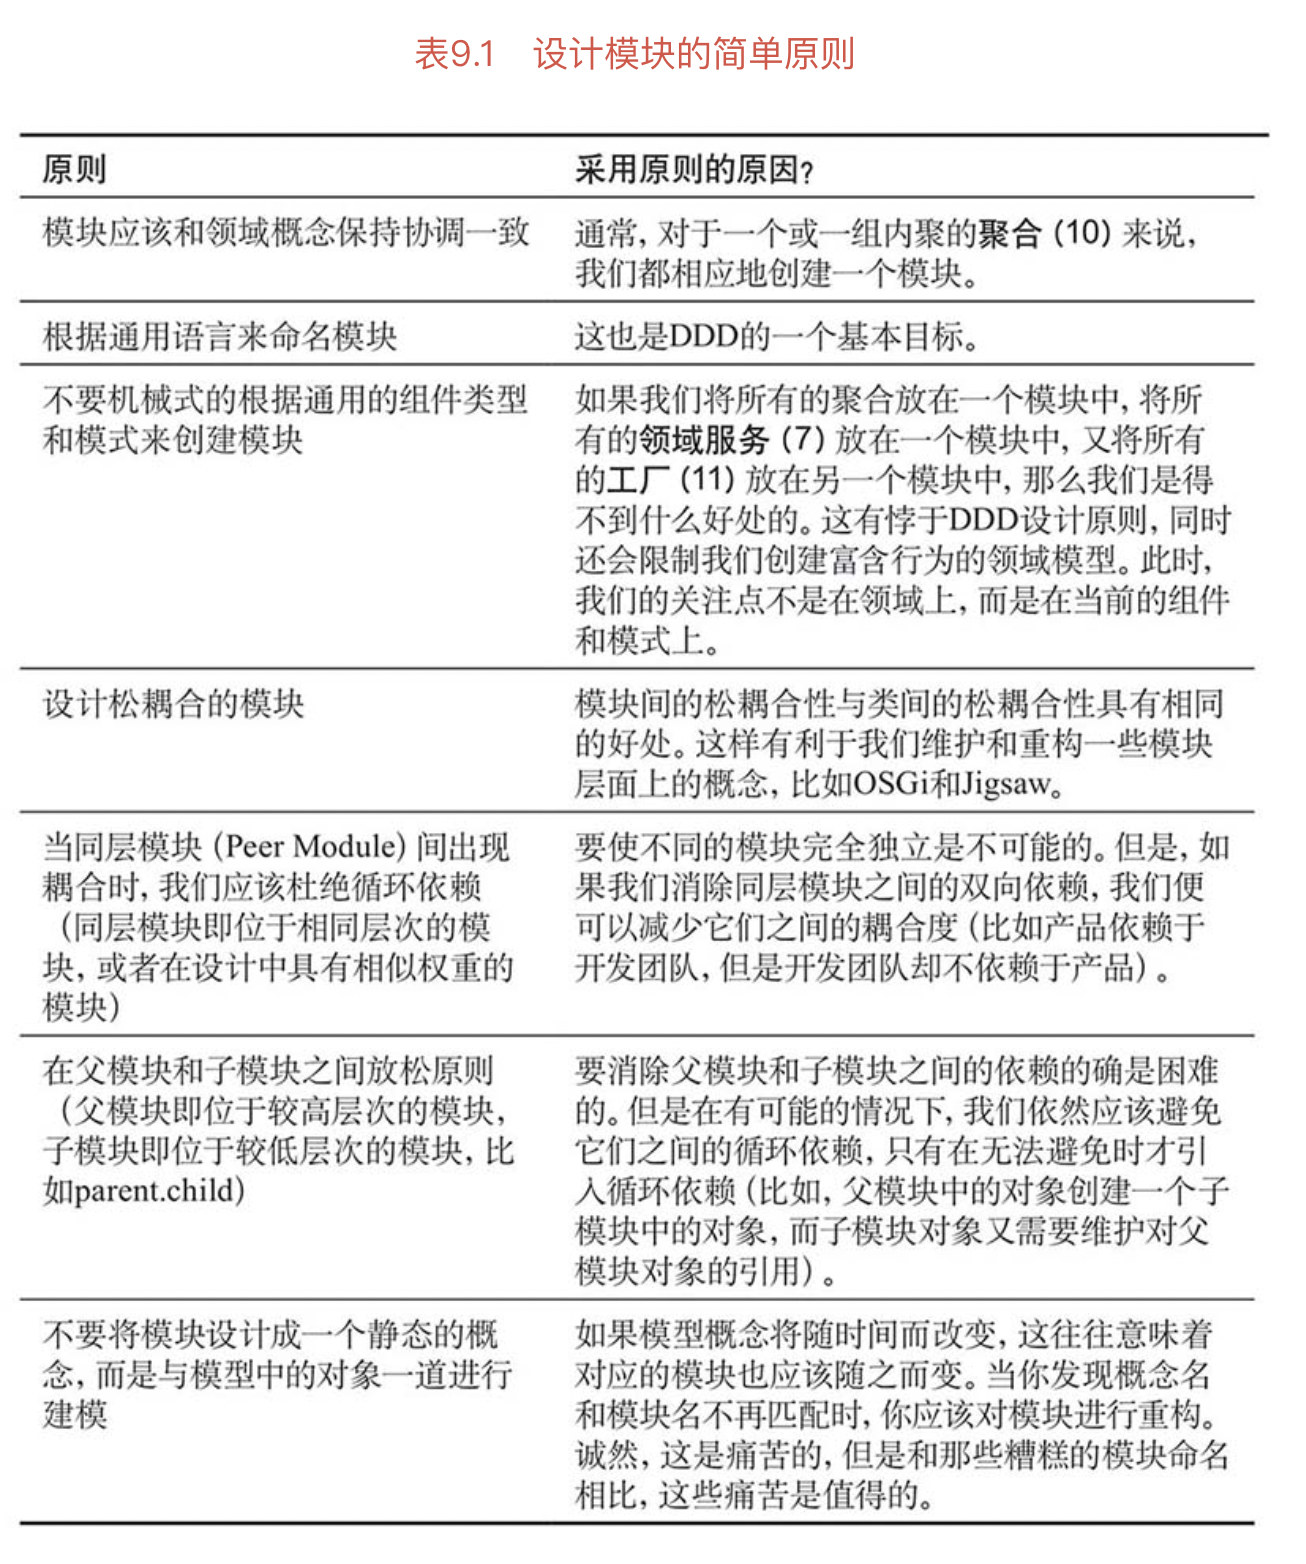 表9.1 设计模块的简单原则
原则
采用原则的原因?
模块应该和领域概念保持协调一致
通常, 对于一个或一组内聚的聚合 (10) 来说,
我们都相应地创建一个模块。
根据通用语言来命名模块
这也是DDD的一个基本目标。
不要机械式的根据通用的组件类型
和模式来创建模块
如果我们将所有的聚合放在一个模块中, 将所
有的领域服务 (7) 放在一个模块中, 又将所有
的工厂 (11) 放在另一个模块中, 那么我们是得
不到什么好处的。这有悖于DDD设计原则, 同时
还会限制我们创建富含行为的领域模型。此时,
我们的关注点不是在领域上, 而是在当前的组件
和模式上。
设计松耦合的模块
模块间的松耦合性与类间的松耦合性具有相同
的好处。这样有利于我们维护和重构一些模块
层面上的概念, 比如OSGi和Jigsaw。
当同层模块 (Peer Module) 间出现
耦合时, 我们应该杜绝循环依赖
(同层模块即位于相同层次的模
块, 或者在设计中具有相似权重的
模块)
要使不同的模块完全独立是不可能的。但是, 如
果我们消除同层模块之间的双向依赖, 我们便
可以减少它们之间的耦合度 (比如产品依赖于
开发团队, 但是开发团队却不依赖于产品) 。
在父模块和子模块之间放松原则
(父模块即位于较高层次的模块,
子模块即位于较低层次的模块, 比
如parent.child)
要消除父模块和子模块之间的依赖的确是困难
的。但是在有可能的情况下, 我们依然应该避免
它们之间的循环依赖, 只有在无法避免时才引
入循环依赖 (比如, 父模块中的对象创建一个子
模块中的对象, 而子模块对象又需要维护对父
模块对象的引用) 。
不要将模块设计成一个静态的概
念, 而是与模型中的对象一道进行
建模
如果模型概念将随时间而改变, 这往往意味着
对应的模块也应该随之而变。当你发现概念名
和模块名不再匹配时, 你应该对模块进行重构。
诚然, 这是痛苦的, 但是和那些糟糕的模块命名
相比, 这些痛苦是值得的。